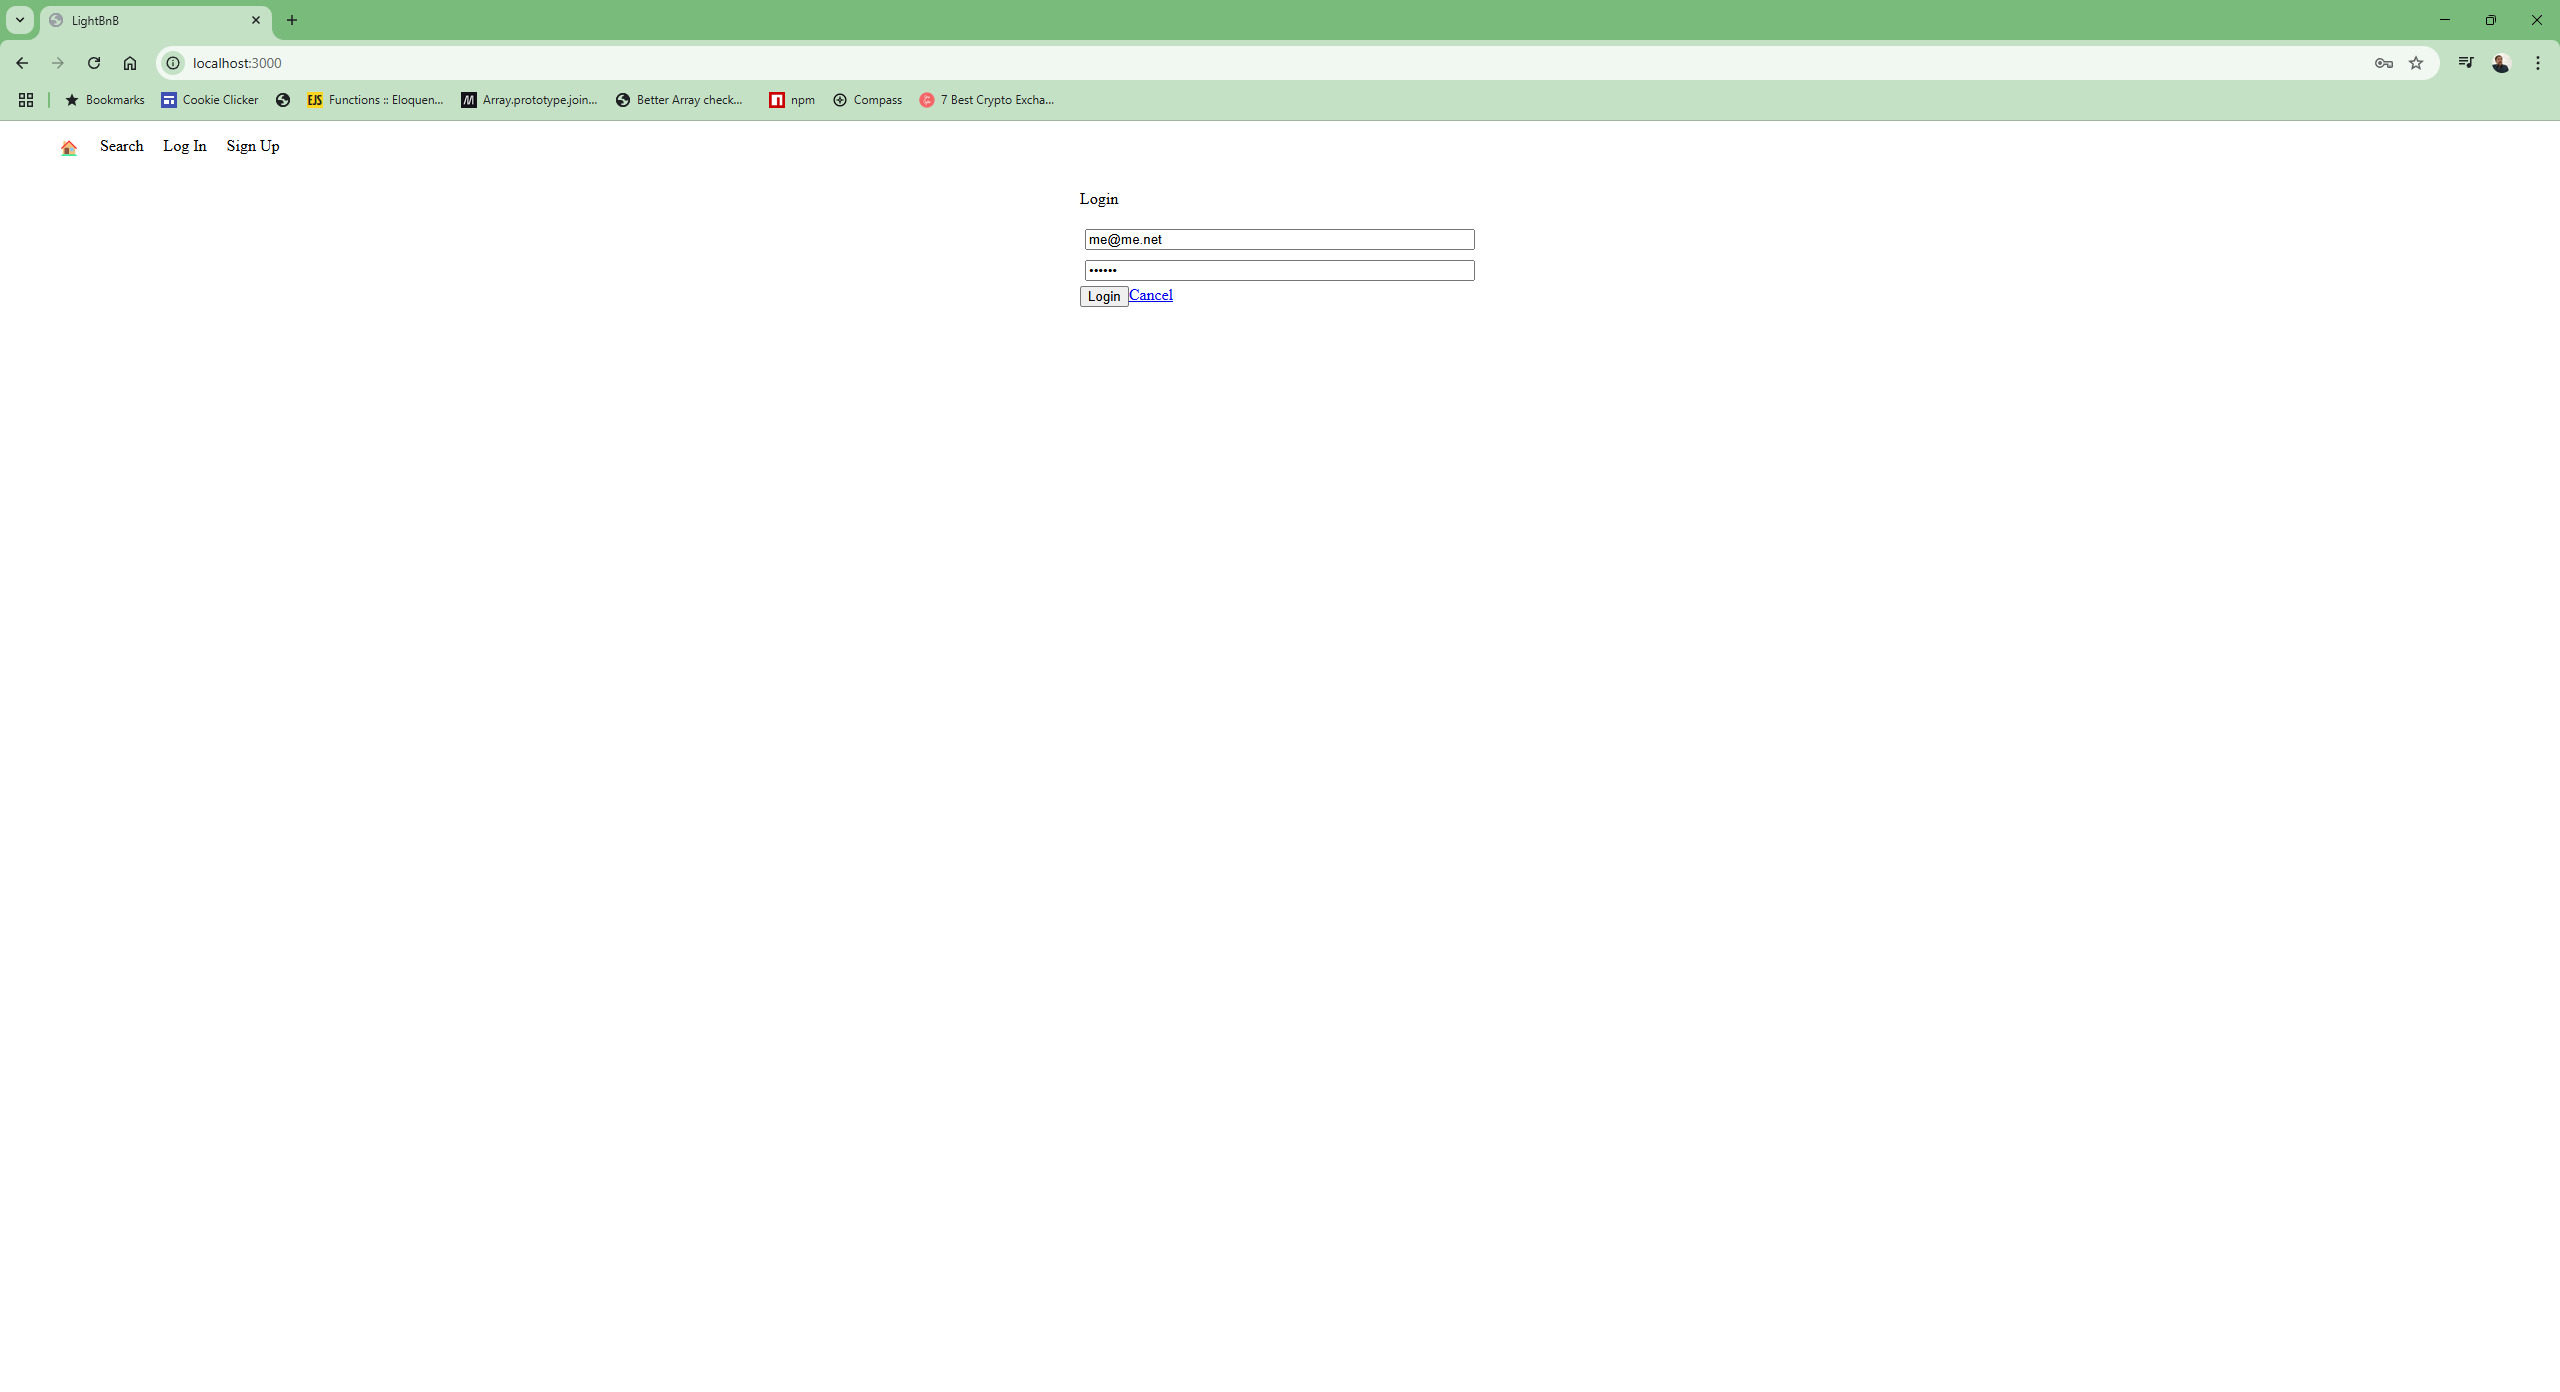 LightBnB
localhost:3000
Bookmarks Cookie Clicker EJS Functions :: Eloquen... M Array.prototype.join... Better Array check... npm Compass 7 Best Crypto Excha...
Search Log In Sign Up
Login
me@me.net
••••••
Login Cancel